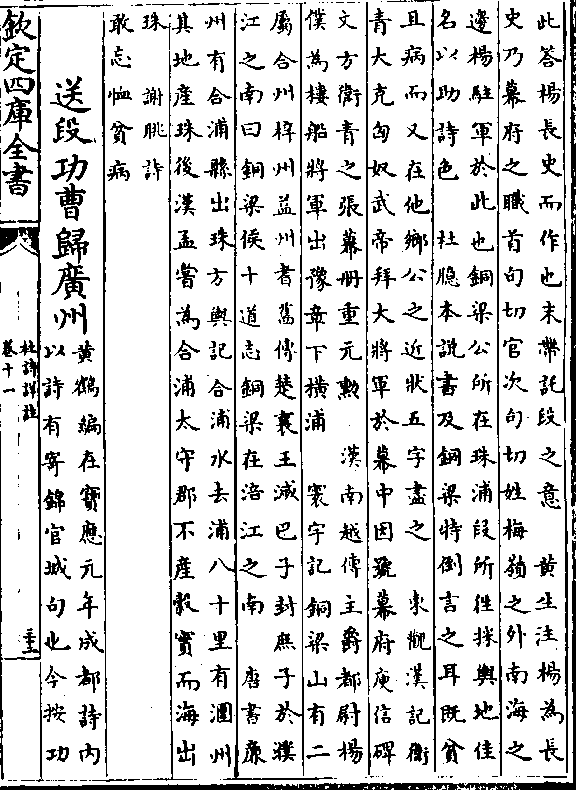 此答楊長史而作也末帶託段之意　黄生注楊為長
史乃幕府之職首句切官次句切姓梅嶺之外南海之
邊楊駐軍於此也銅梁公所在珠浦段所往採輿地佳
名以助詩色　杜臆本説書及銅梁特倒言之耳既貧
且病而又在他鄉公之近狀五字盡之　東觀漢記衛
青大克匈奴武帝拜大將軍於幕中因號幕府庾信碑
文方衛青之張幕册重元勲　漢南越傳主爵都尉楊
僕為樓船將軍出豫章下横浦　寰宇記銅梁山有二
屬合州梓州益州耆舊傳楚襄王滅巴子封庶子於濮
江之南曰銅梁侯十道志銅梁在涪江之南　唐書廉
州有合浦縣出珠方輿記合浦水去浦八十里有涠州
其地産珠後漢孟嘗為合浦太守郡不産穀實而海出
珠　謝朓詩
敢忘恤貧病
送段功曹歸廣州
黄鶴編在寶應元年成都詩内
以詩有寄錦官城句也今按功
欽定四庫全書
杜詩詳註
卷十一